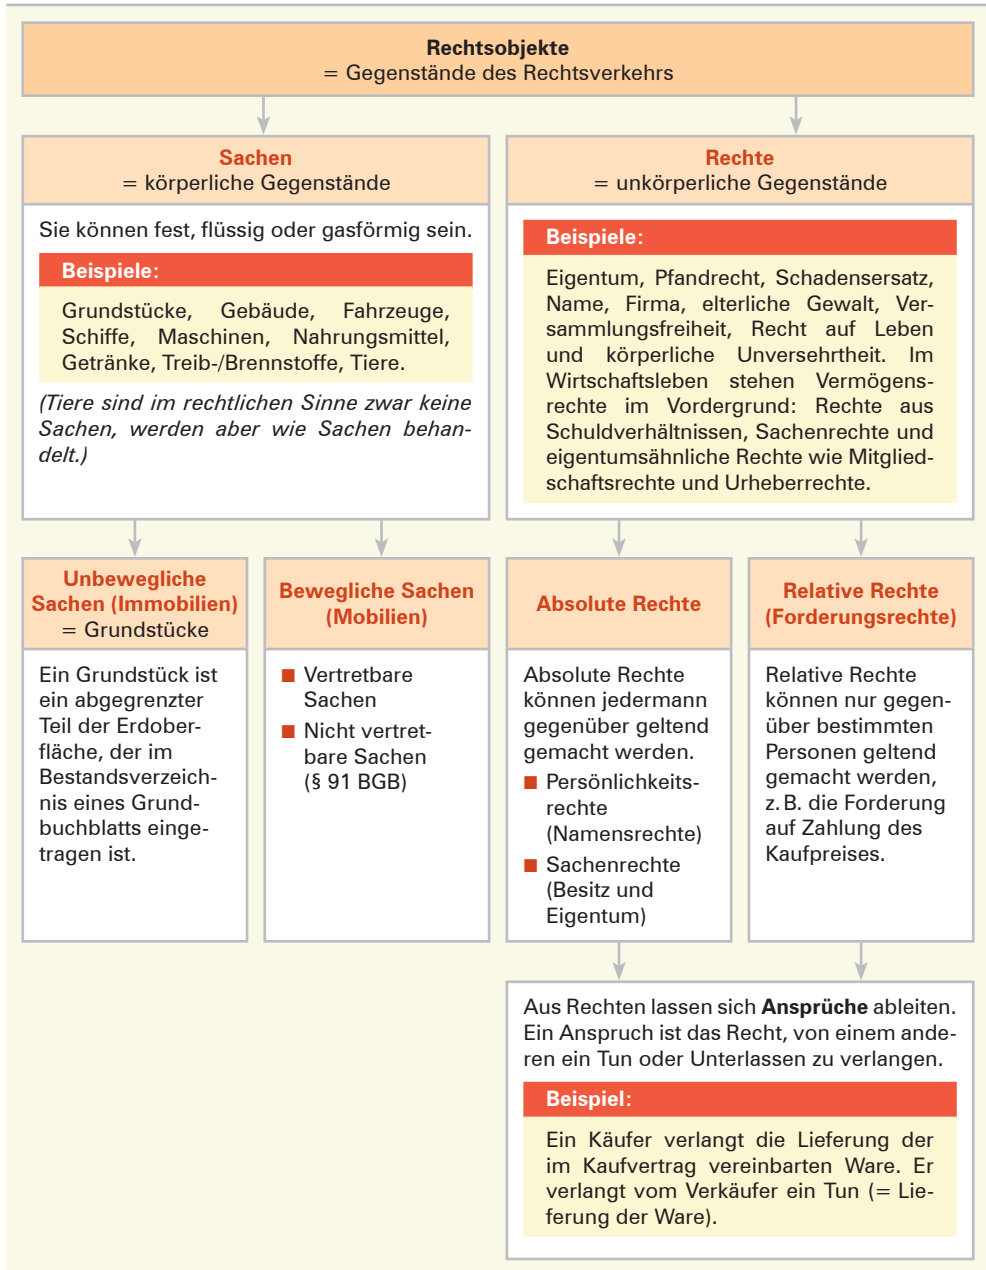 Rechtsobjekte
= Gegenstände des Rechtsverkehrs
Sachen
= körperliche Gegenstände
Sie können fest, flüssig oder gasförmig sein.
Beispiele:
Grundstücke, Gebäude, Fahrzeuge,
Schiffe, Maschinen, Nahrungsmittel,
Getränke, Treib-/Brennstoffe, Tiere.
(Tiere sind im rechtlichen Sinne zwar keine
Sachen, werden aber wie Sachen behan-
delt.)
Rechte
= unkörperliche Gegenstände
Beispiele:
Eigentum, Pfandrecht, Schadensersatz,
Name, Firma, elterliche Gewalt, Ver-
sammlungsfreiheit, Recht auf Leben
und körperliche Unversehrtheit. Im
Wirtschaftsleben stehen Vermögens-
rechte im Vordergrund: Rechte aus
Schuldverhältnissen, Sachenrechte und
eigentumsähnliche Rechte wie Mitglied-
schaftsrechte und Urheberrechte.
Unbewegliche
Sachen (Immobilien)
= Grundstücke
Ein Grundstück ist
ein abgegrenzter
Teil der Erdober-
fläche, der im
Bestandsverzeich-
nis eines Grund-
buchblatts einge-
tragen ist.
Bewegliche Sachen
(Mobilien)
■ Vertretbare
Sachen
■ Nicht vertret-
bare Sachen
(§ 91 BGB)
Absolute Rechte
Absolute Rechte
können jedermann
gegenüber geltend
gemacht werden.
■ Persönlichkeits-
rechte
(Namensrechte)
■ Sachenrechte
(Besitz und
Eigentum)
Relative Rechte
(Forderungsrechte)
Relative Rechte
können nur gegen-
über bestimmten
Personen geltend
gemacht werden,
z. B. die Forderung
auf Zahlung des
Kaufpreises.
Aus Rechten lassen sich Ansprüche ableiten.
Ein Anspruch ist das Recht, von einem ande-
ren ein Tun oder Unterlassen zu verlangen.
Beispiel:
Ein Käufer verlangt die Lieferung der
im Kaufvertrag vereinbarten Ware. Er
verlangt vom Verkäufer ein Tun (= Lie-
ferung der Ware).